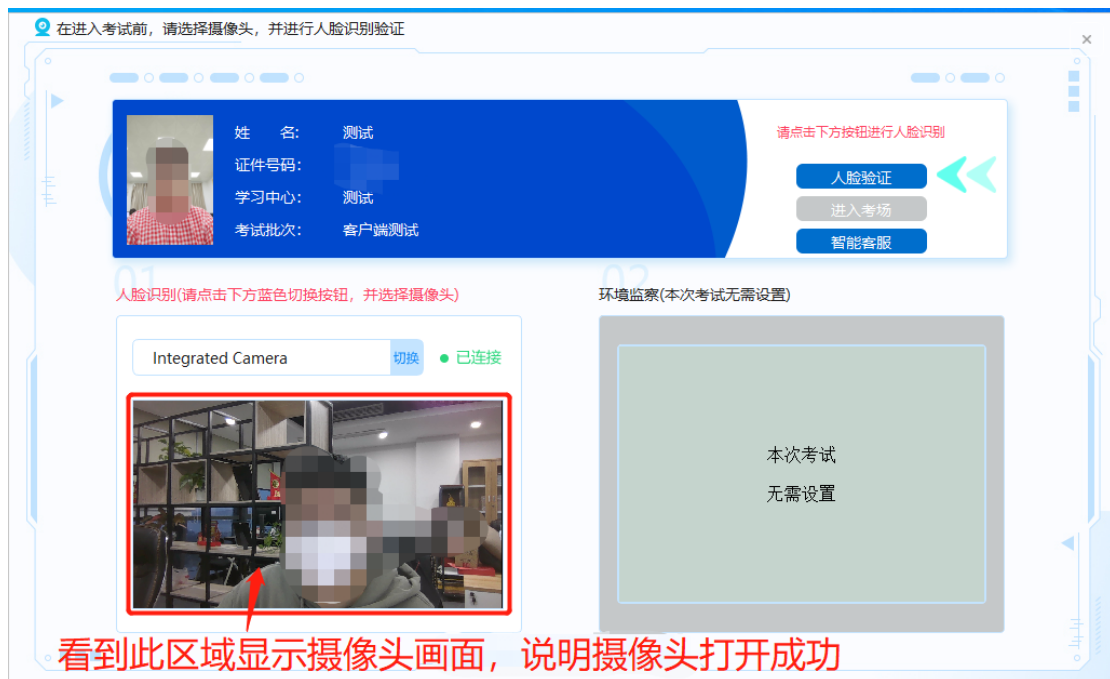 在进入考试前，请选择摄像头，并进行人脸识别验证
姓 名： 测试
证件号码：
学习中心： 测试
考试批次： 客户端测试
请点击下方按钮进行人脸识别
人脸验证
进入考场
智能客服
01
人脸识别(请点击下方蓝色切换按钮，并选择摄像头)
Integrated Camera
切换
已连接
02
环境监察(本次考试无需设置)
本次考试
无需设置
看到此区域显示摄像头画面，说明摄像头打开成功